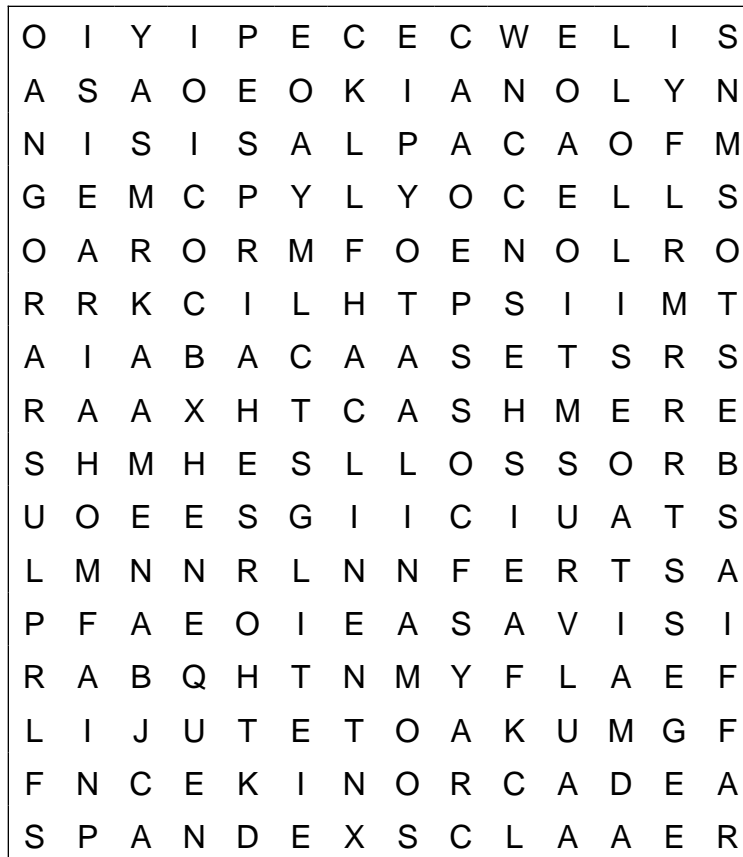 O I Y I P E C E C W E L I S
A S A O E O K I A N O L Y N
N I S I S A L P A C A O F M
G E M C P Y L Y O C E L L S
O A R O R M F O E N O L R O
R R K C I L H T P S I I M T
A I A B A C A A S E T S R S
R A A X H T C A S H M E R E
S H M H E S L L O S S O R B
U O E E S G I I C I U A T S
L M N N R L N N F E R T S A
P F A E O I E A S A V I S I
R A B Q H T N M Y F L A E F
L I J U T E T O A K U M G F
F N C E K I N O R C A D E A
S P A N D E X S C L A A E R